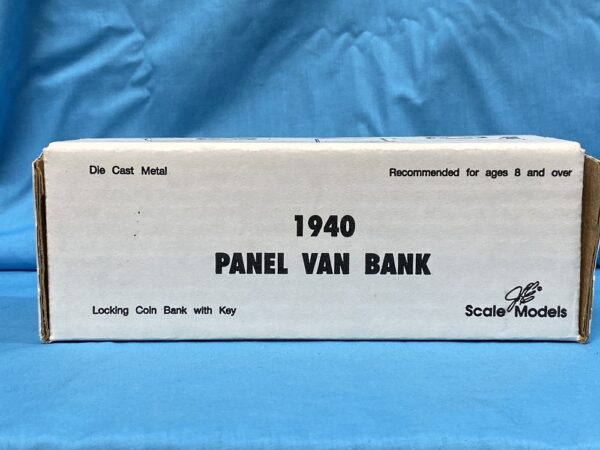 Die Cast Metal
Recommended for ages 8 and over
1940
PANEL VAN BANK
Locking Coin Bank with Key
Scale Models